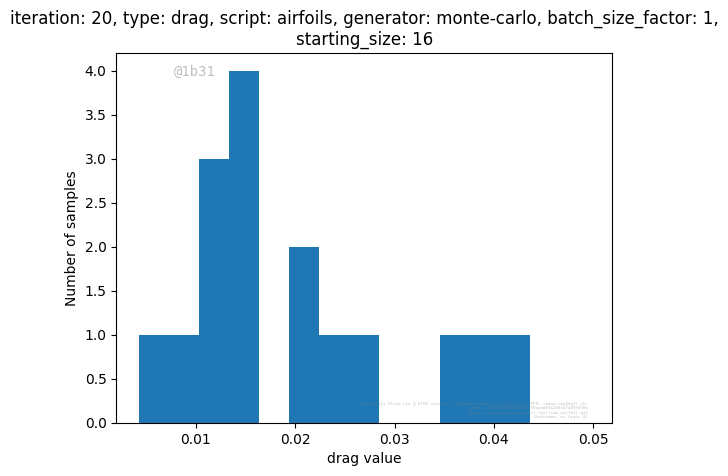 iteration: 20, type: drag, script: airfoils, generator: monte-carlo, batch_size_factor: 1,
starting_size: 16
@1b31
4.0
3.5
3.0
2.5
2.0
1.5
1.0
0.5
0.0
Number of samples
0.01
0.02
0.03
0.04
0.05
drag value